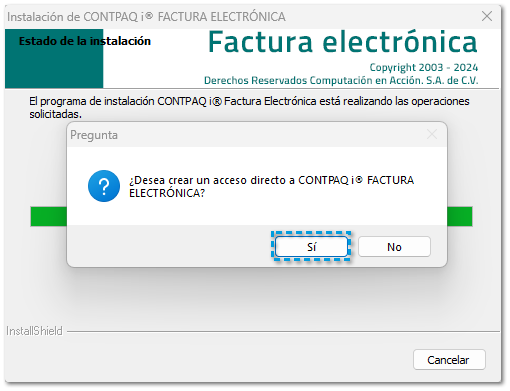 Instalación de CONTPAQ i® FACTURA ELECTRÓNICA
Estado de la instalación
Factura electrónica
Copyright 2003 - 2024
Derechos Reservados Computación en Acción. S.A. de C.V.
El programa de instalación CONTPAQ i® Factura Electrónica está realizando las operaciones
solicitadas.
Pregunta
¿Desea crear un acceso directo a CONTPAQ i® FACTURA
ELECTRÓNICA?
Sí
No
InstallShield
Cancelar